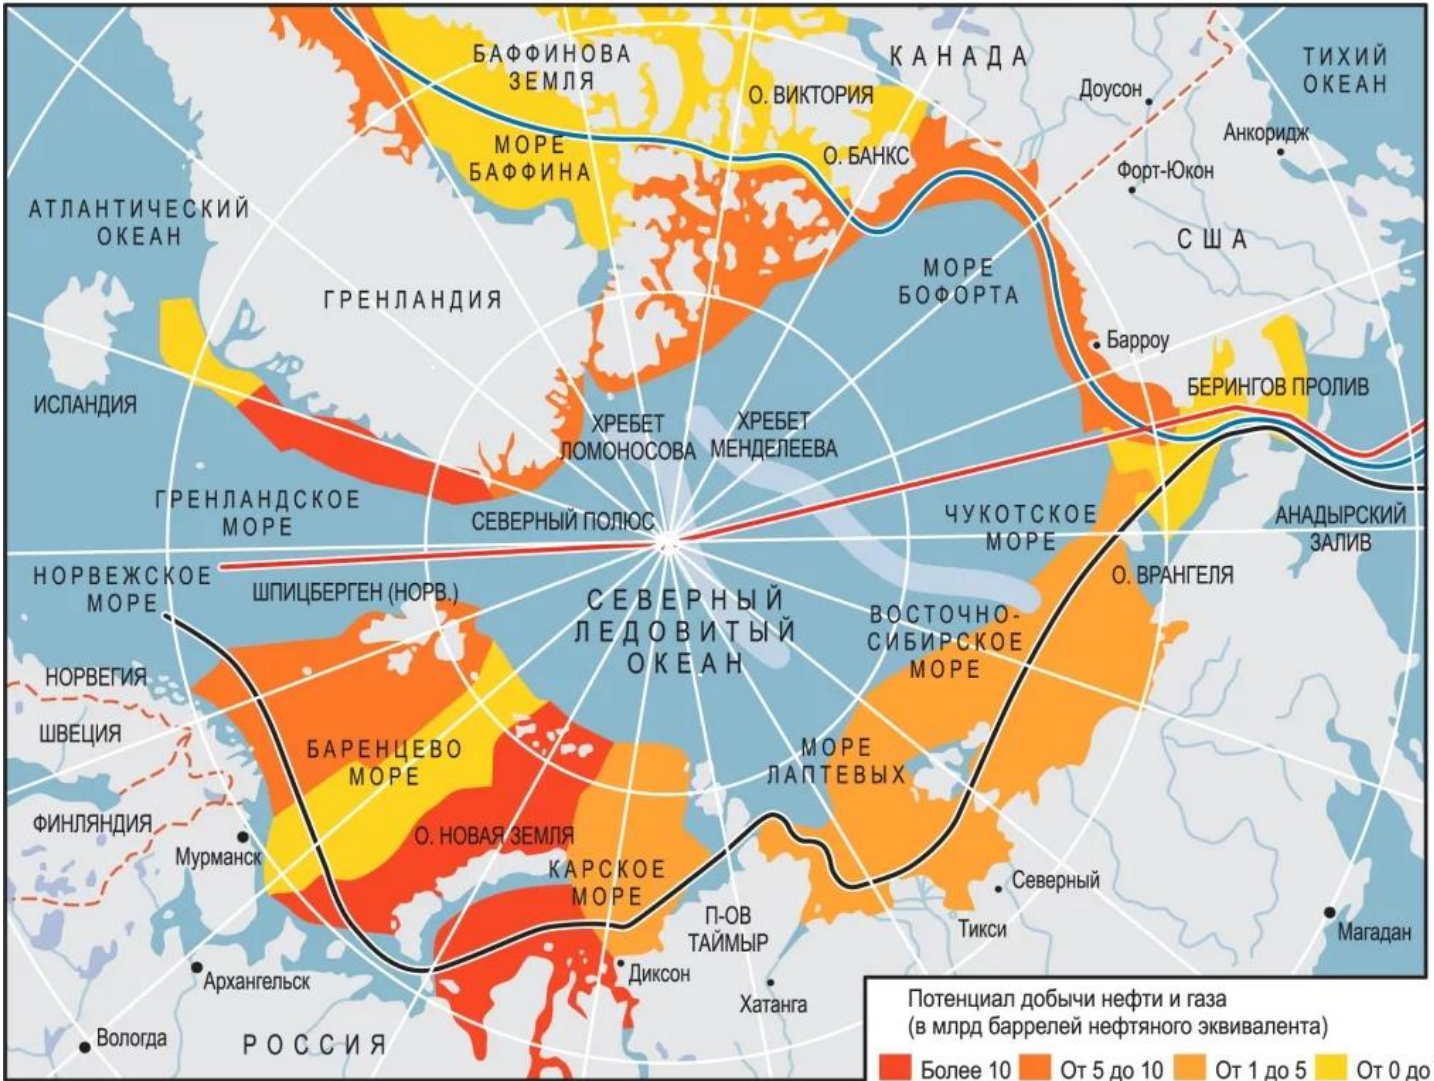 БАФФИНОВА
ЗЕМЛЯ
КАНАДА
ТИХИЙ
ОКЕАН
О. ВИКТОРИЯ
Доусон
Анкоридж
МОРЕ
БАФФИНА
О. БАНКС
Форт-Юкон
АТЛАНТИЧЕСКИЙ
ОКЕАН
США
МОРЕ
БОФОРТА
ГРЕНЛАНДИЯ
Барроу
ИСЛАНДИЯ
БЕРИНГОВ ПРОЛИВ
ХРЕБЕТ
ЛОМОНОСОВА
ХРЕБЕТ
МЕНДЕЛЕЕВА
ГРЕНЛАНДСКОЕ
МОРЕ
СЕВЕРНЫЙ ПОЛЮС
ЧУКОТСКОЕ
МОРЕ
АНАДЫРСКИЙ
ЗАЛИВ
НОРВЕЖСКОЕ
МОРЕ
ШПИЦБЕРГЕН (НОРВ.)
О. ВРАНГЕЛЯ
СЕВЕРНЫЙ
ЛЕДОВИТЫЙ
ОКЕАН
ВОСТОЧНО-
СИБИРСКОЕ
МОРЕ
НОРВЕГИЯ
ШВЕЦИЯ
БАРЕНЦЕВО
МОРЕ
МОРЕ
ЛАПТЕВЫХ
ФИНЛЯНДИЯ
Мурманск
О. НОВАЯ ЗЕМЛЯ
КАРСКОЕ
МОРЕ
Северный
П-ОВ
ТАЙМЫР
Тикси
Магадан
Архангельск
Диксон
Хатанга
Вологда
РОССИЯ
Потенциал добычи нефти и газа
(в млрд баррелей нефтяного эквивалента)
Более 10 От 5 до 10 От 1 до 5 От 0 до